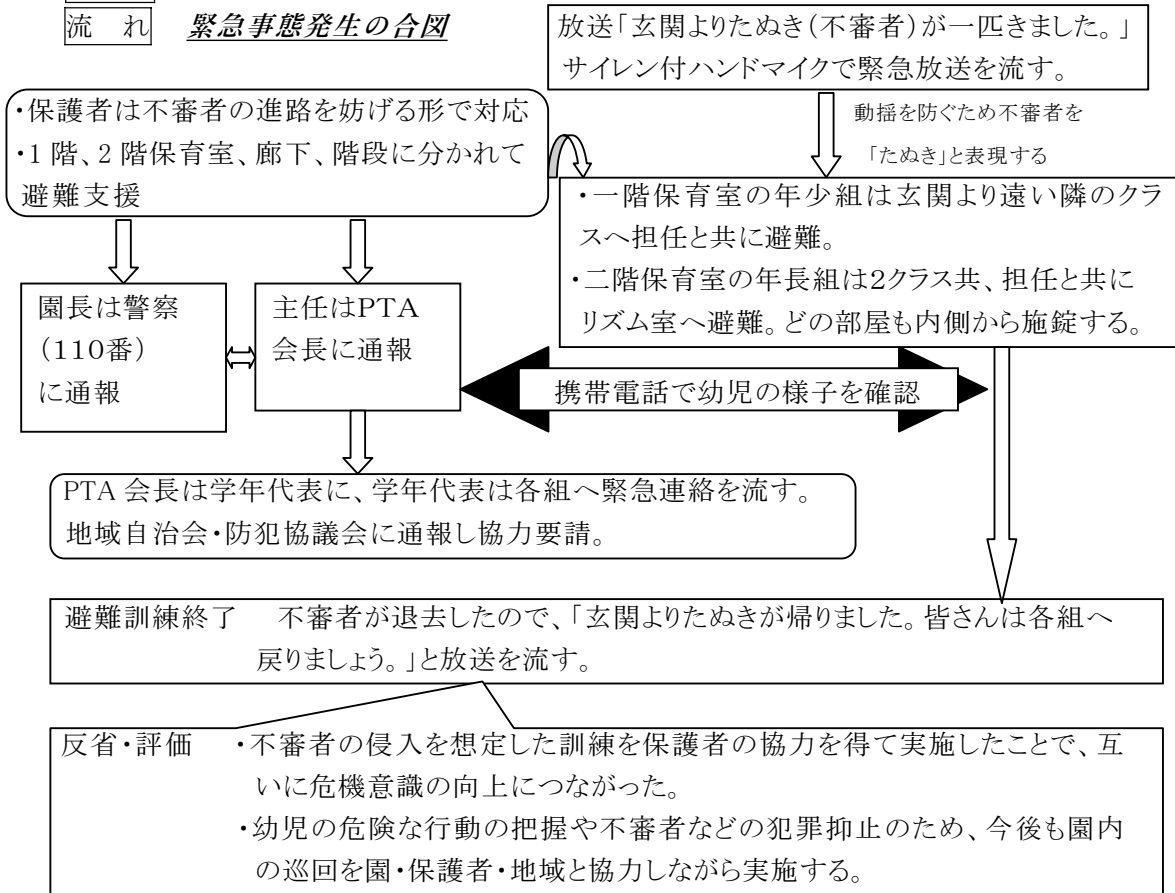 流　れ　緊急事態発生の合図
放送「玄関よりたぬき(不審者)が一匹きました。」
サイレン付ハンドマイクで緊急放送を流す。
動揺を防ぐため不審者を
「たぬき」と表現する
・保護者は不審者の進路を妨げる形で対応
・1階、2階保育室、廊下、階段に分かれて
避難支援
・一階保育室の年少組は玄関より遠い隣のクラ
スへ担任と共に避難。
・二階保育室の年長組は2クラス共、担任と共に
リズム室へ避難。どの部屋も内側から施錠する。
園長は警察
(110番)
に通報
主任はPTA
会長に通報
携帯電話で幼児の様子を確認
PTA会長は学年代表に、学年代表は各組へ緊急連絡を流す。
地域自治会・防犯協議会に通報し協力要請。
避難訓練終了　不審者が退去したので、「玄関よりたぬきが帰りました。皆さんは各組へ
戻りましょう。」と放送を流す。
反省・評価　・不審者の侵入を想定した訓練を保護者の協力を得て実施したことで、互
いに危機意識の向上につながった。
・幼児の危険な行動の把握や不審者などの犯罪抑止のため、今後も園内
の巡回を園・保護者・地域と協力しながら実施する。